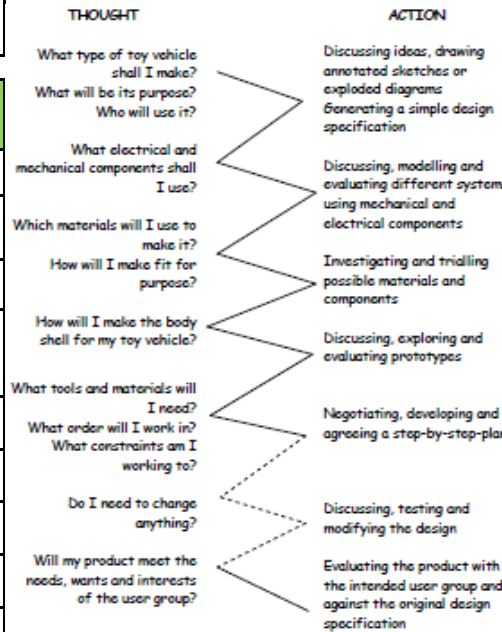 THOUGHT
ACTION
What type of toy vehicle
shall I make?
What will be its purpose?
Who will use it?
Discussing ideas, drawing
annotated sketches or
exploded diagrams
Generating a simple design
specification
What electrical and
mechanical components shall
I use?
Discussing, modelling and
evaluating different system
using mechanical and
electrical components
Which materials will I use to
make it?
How will I make fit for
purpose?
Investigating and trialling
possible materials and
components
How will I make the body
shell for my toy vehicle?
Discussing, exploring and
evaluating prototypes
What tools and materials will
I need?
What order will I work in?
What constraints am I
working to?
Negotiating, developing and
agreeing a step-by-step-plan
Do I need to change
anything?
Discussing, testing and
modifying the design
Will my product meet the
needs, wants and interests
of the user group?
Evaluating the product with
the intended user group and
against the original design
specification